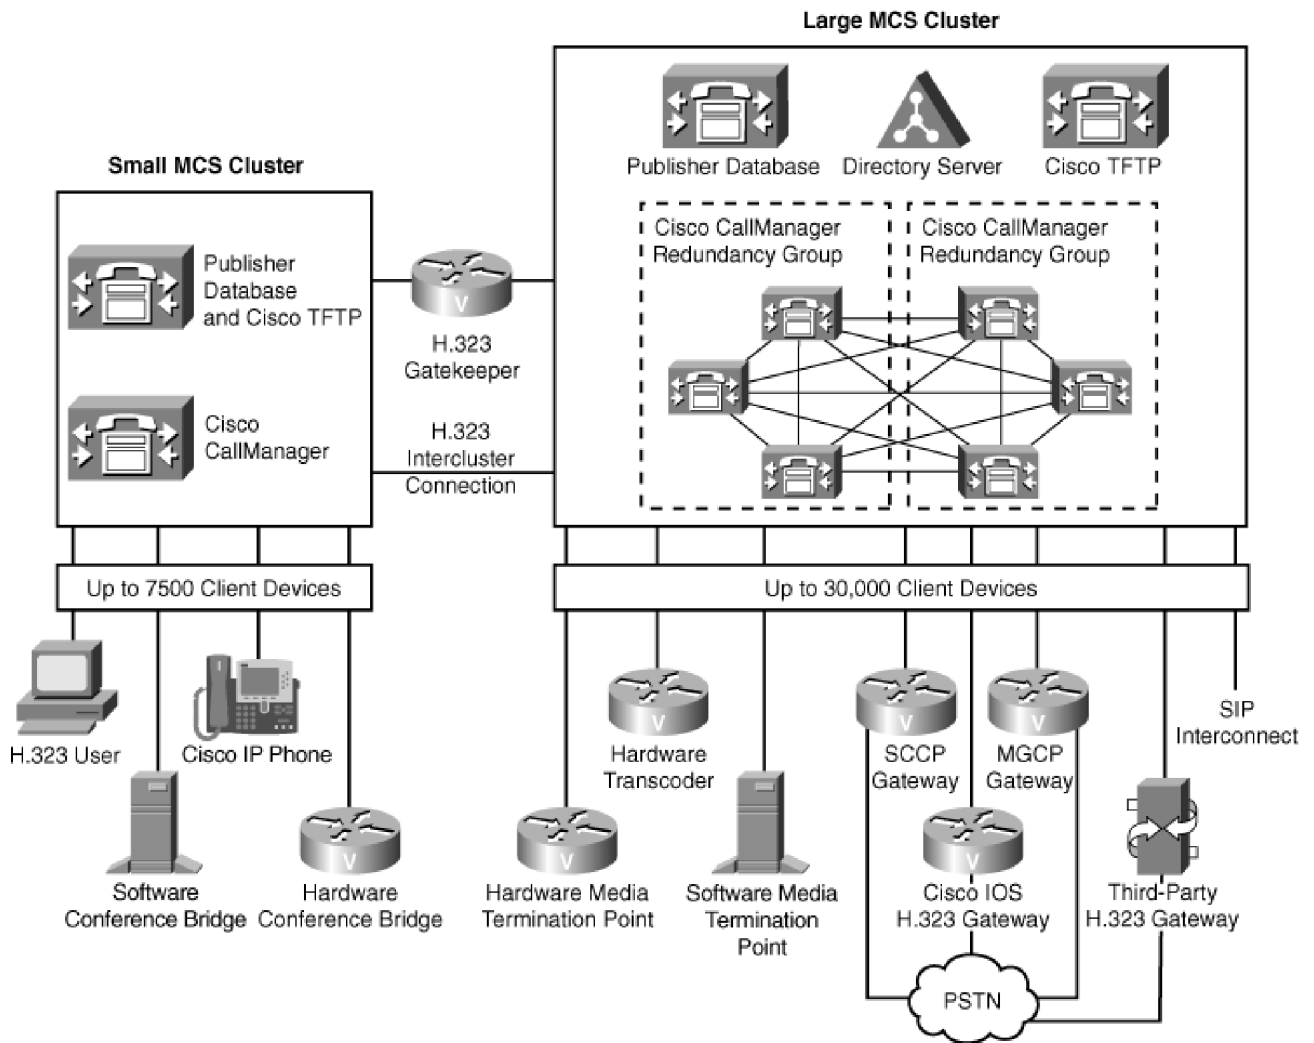 Large MCS Cluster
Publisher Database
Directory Server
Cisco TFTP
Cisco CallManager
Redundancy Group
Cisco CallManager
Redundancy Group
Small MCS Cluster
Publisher
Database
and Cisco TFTP
Cisco
CallManager
V
H.323
Gatekeeper
H.323
Intercluster
Connection
Up to 7500 Client Devices
Up to 30,000 Client Devices
H.323 User
Cisco IP Phone
Software
Conference Bridge
V
Hardware
Conference Bridge
V
Hardware Media
Termination Point
V
Hardware
Transcoder
Software Media
Termination
Point
V
SCCP
Gateway
V
MGCP
Gateway
V
Cisco IOS
H.323 Gateway
SIP
Interconnect
Third-Party
H.323 Gateway
PSTN